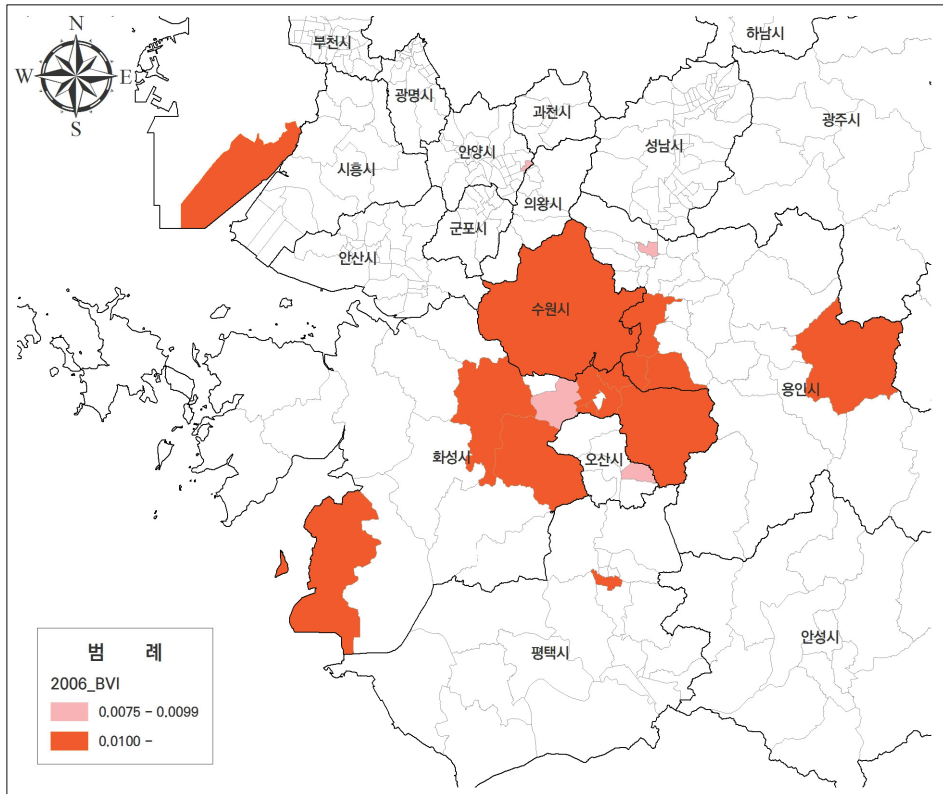 N
W E
S
부천시
하남시
광명시
과천시
광주시
안양시
성남시
시흥시
의왕시
군포시
안산시
수원시
용인시
화성시
오산시
안성시
평택시
범 례
2006_BVI
0.0075 - 0.0099
0.0100 -